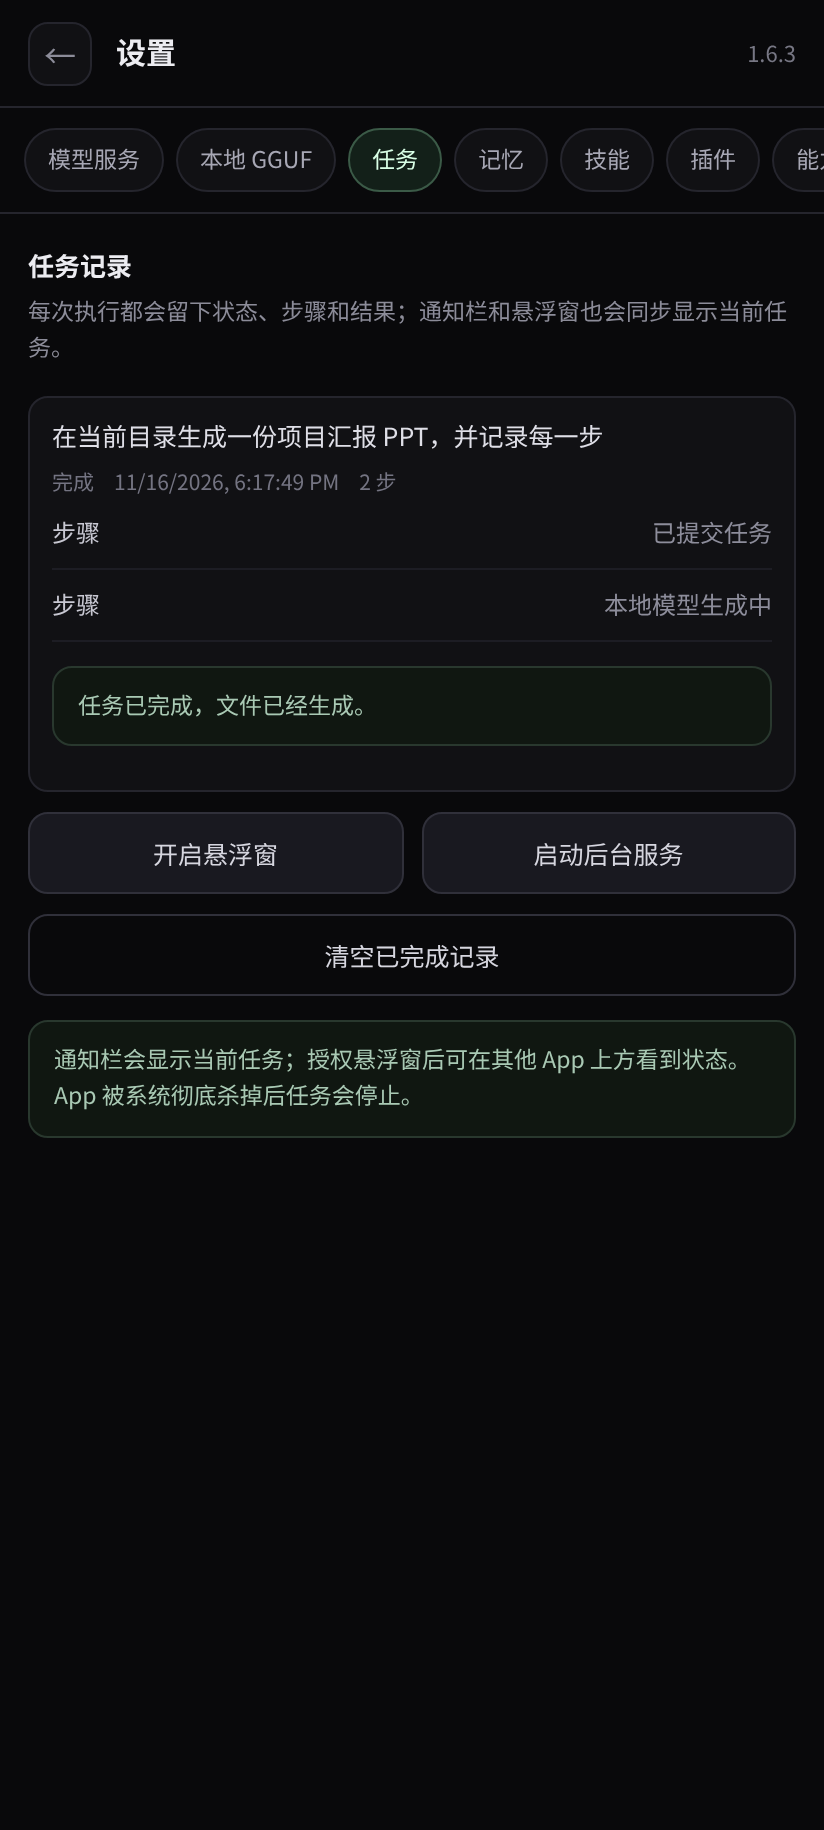 ←
设置
1.6.3
模型服务
本地 GGUF
任务
记忆
技能
插件
任务记录
每次执行都会留下状态、步骤和结果；通知栏和悬浮窗也会同步显示当前任
务。
在当前目录生成一份项目汇报 PPT，并记录每一步
完成 11/16/2026, 6:17:49 PM 2 步
步骤 已提交任务
步骤 本地模型生成中
任务已完成，文件已经生成。
开启悬浮窗
启动后台服务
清空已完成记录
通知栏会显示当前任务；授权悬浮窗后可在其他 App 上方看到状态。
App 被系统彻底杀掉后任务会停止。